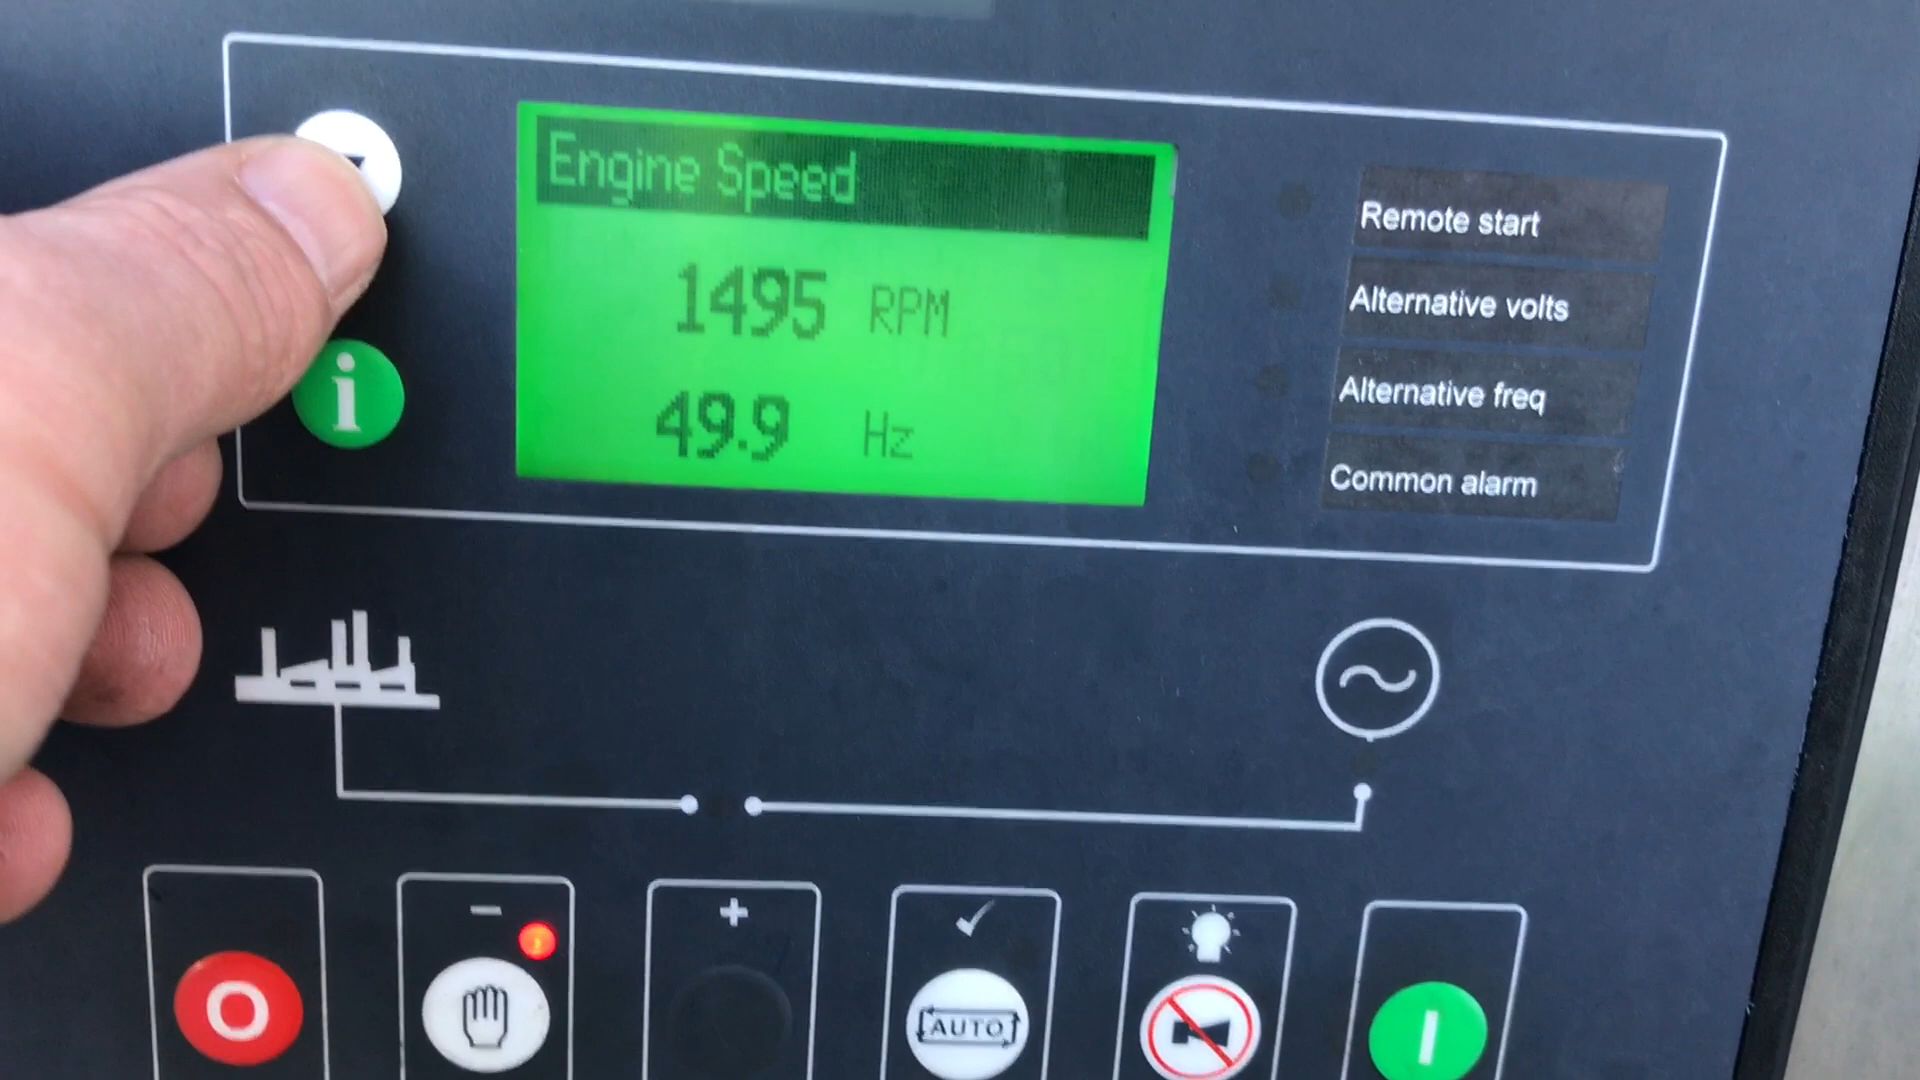 Engine Speed
1495 RPM
49.9 Hz
Remote start
Alternative volts
Alternative freq
Common alarm
i
- + ✓
O AUTO I